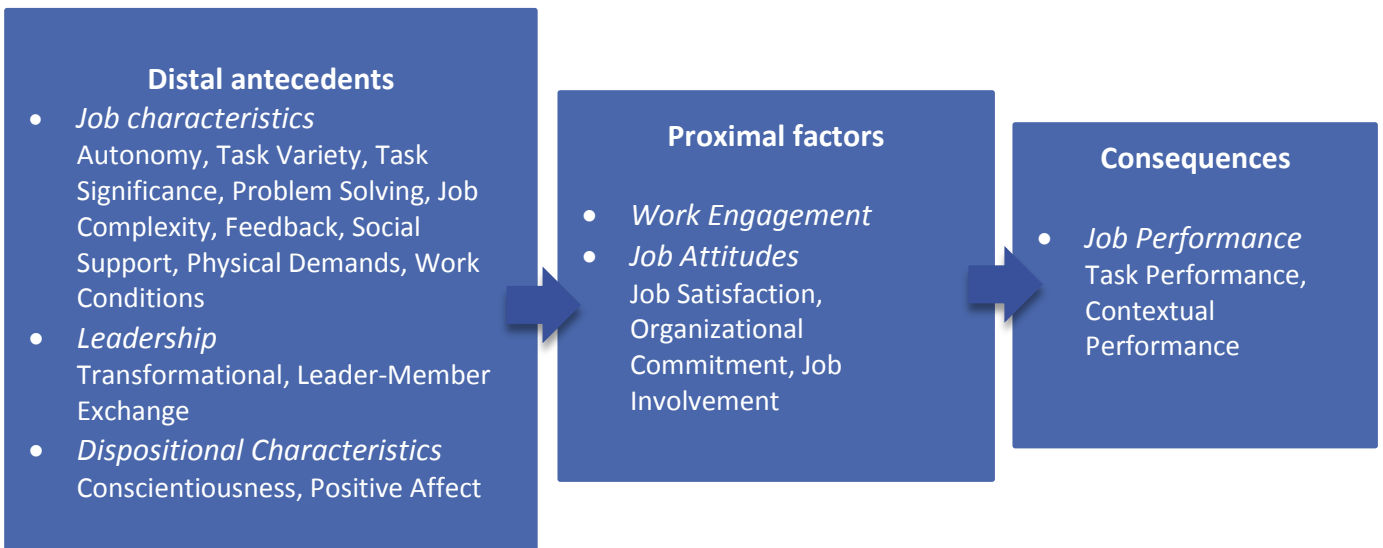 Distal antecedents
• Job characteristics
Autonomy, Task Variety, Task
Significance, Problem Solving, Job
Complexity, Feedback, Social
Support, Physical Demands, Work
Conditions
• Leadership
Transformational, Leader-Member
Exchange
• Dispositional Characteristics
Conscientiousness, Positive Affect
Proximal factors
• Work Engagement
• Job Attitudes
Job Satisfaction,
Organizational
Commitment, Job
Involvement
Consequences
• Job Performance
Task Performance,
Contextual
Performance